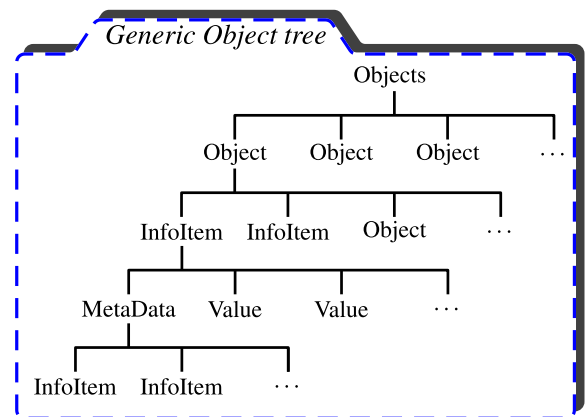 Generic Object tree
Objects
Object Object Object ...
InfoItem InfoItem Object ...
MetaData Value Value ...
InfoItem InfoItem ...